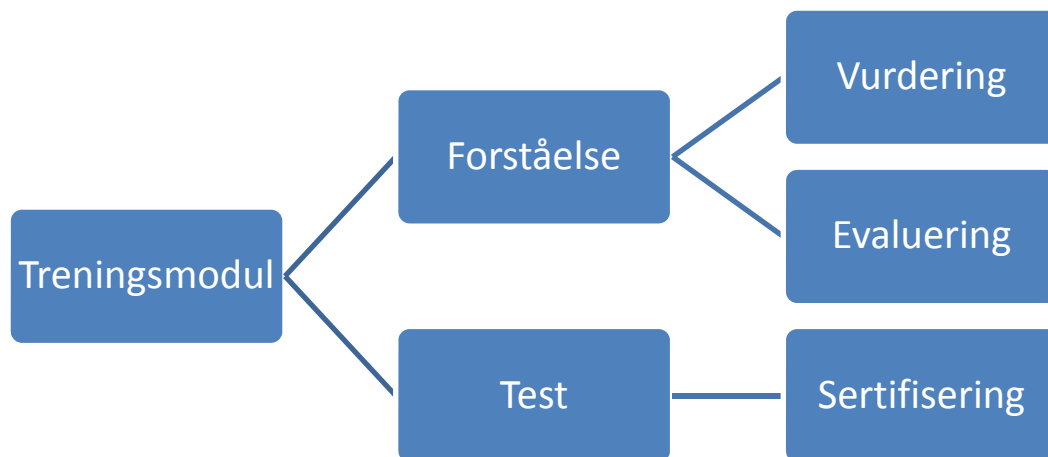 Treningsmodul
Forståelse
Vurdering
Evaluering
Test
Sertifisering